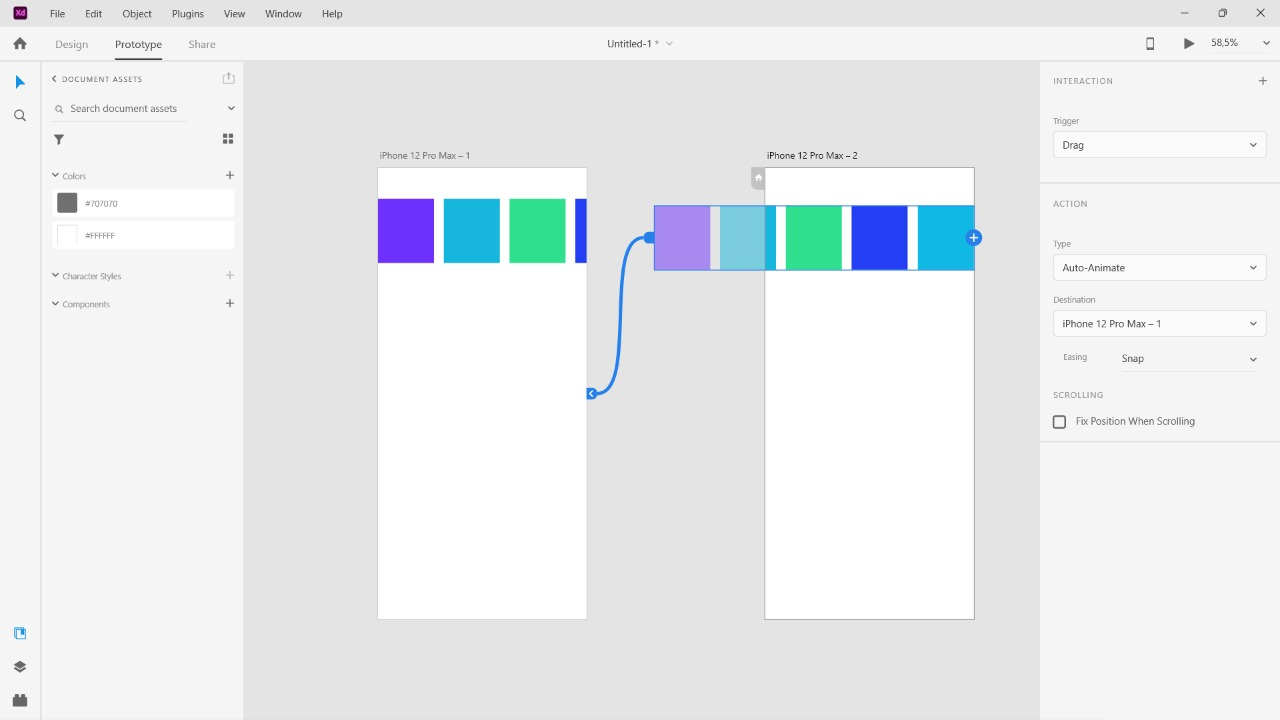 Xd File Edit Object Plugins View Window Help
Design Prototype Share Untitled-1 * 58,5%
DOCUMENT ASSETS
Search document assets
Colors
#707070
#FFFFFF
Character Styles
Components
iPhone 12 Pro Max – 1
iPhone 12 Pro Max – 2
INTERACTION
Trigger
Drag
ACTION
Type
Auto-Animate
Destination
iPhone 12 Pro Max – 1
Easing Snap
SCROLLING
Fix Position When Scrolling